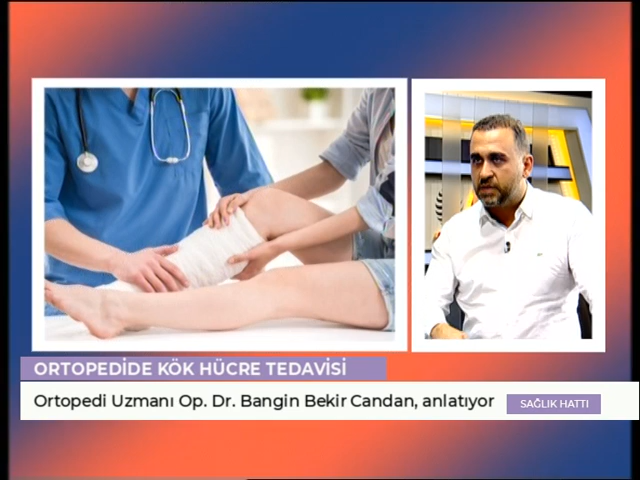 ORTOPEDİDE KÖK HÜCRE TEDAVİSİ
Ortopedi Uzmanı Op. Dr. Bangin Bekir Candan, anlatıyor
SAĞLIK HATTI